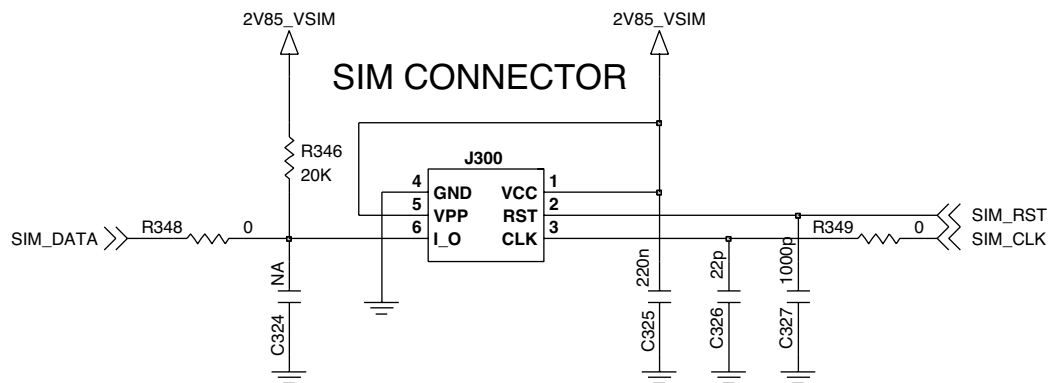 2V85_VSIM
2V85_VSIM
SIM CONNECTOR
R346
20K
J300
4 GND VCC 1
5 VPP RST 2
6 I_O CLK 3
SIM_DATA
R348 0
R349 0
SIM_RST
SIM_CLK
NA
C324
220n
C325
22p
C326
1000p
C327